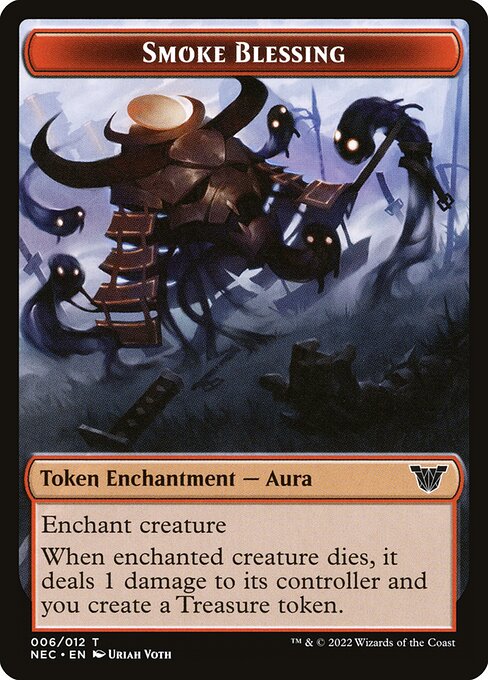 Smoke Blessing
Token Enchantment — Aura
Enchant creature
When enchanted creature dies, it
deals 1 damage to its controller and
you create a Treasure token.
006/012 T
NEC • EN Uriah Voth
™ & © 2022 Wizards of the Coast